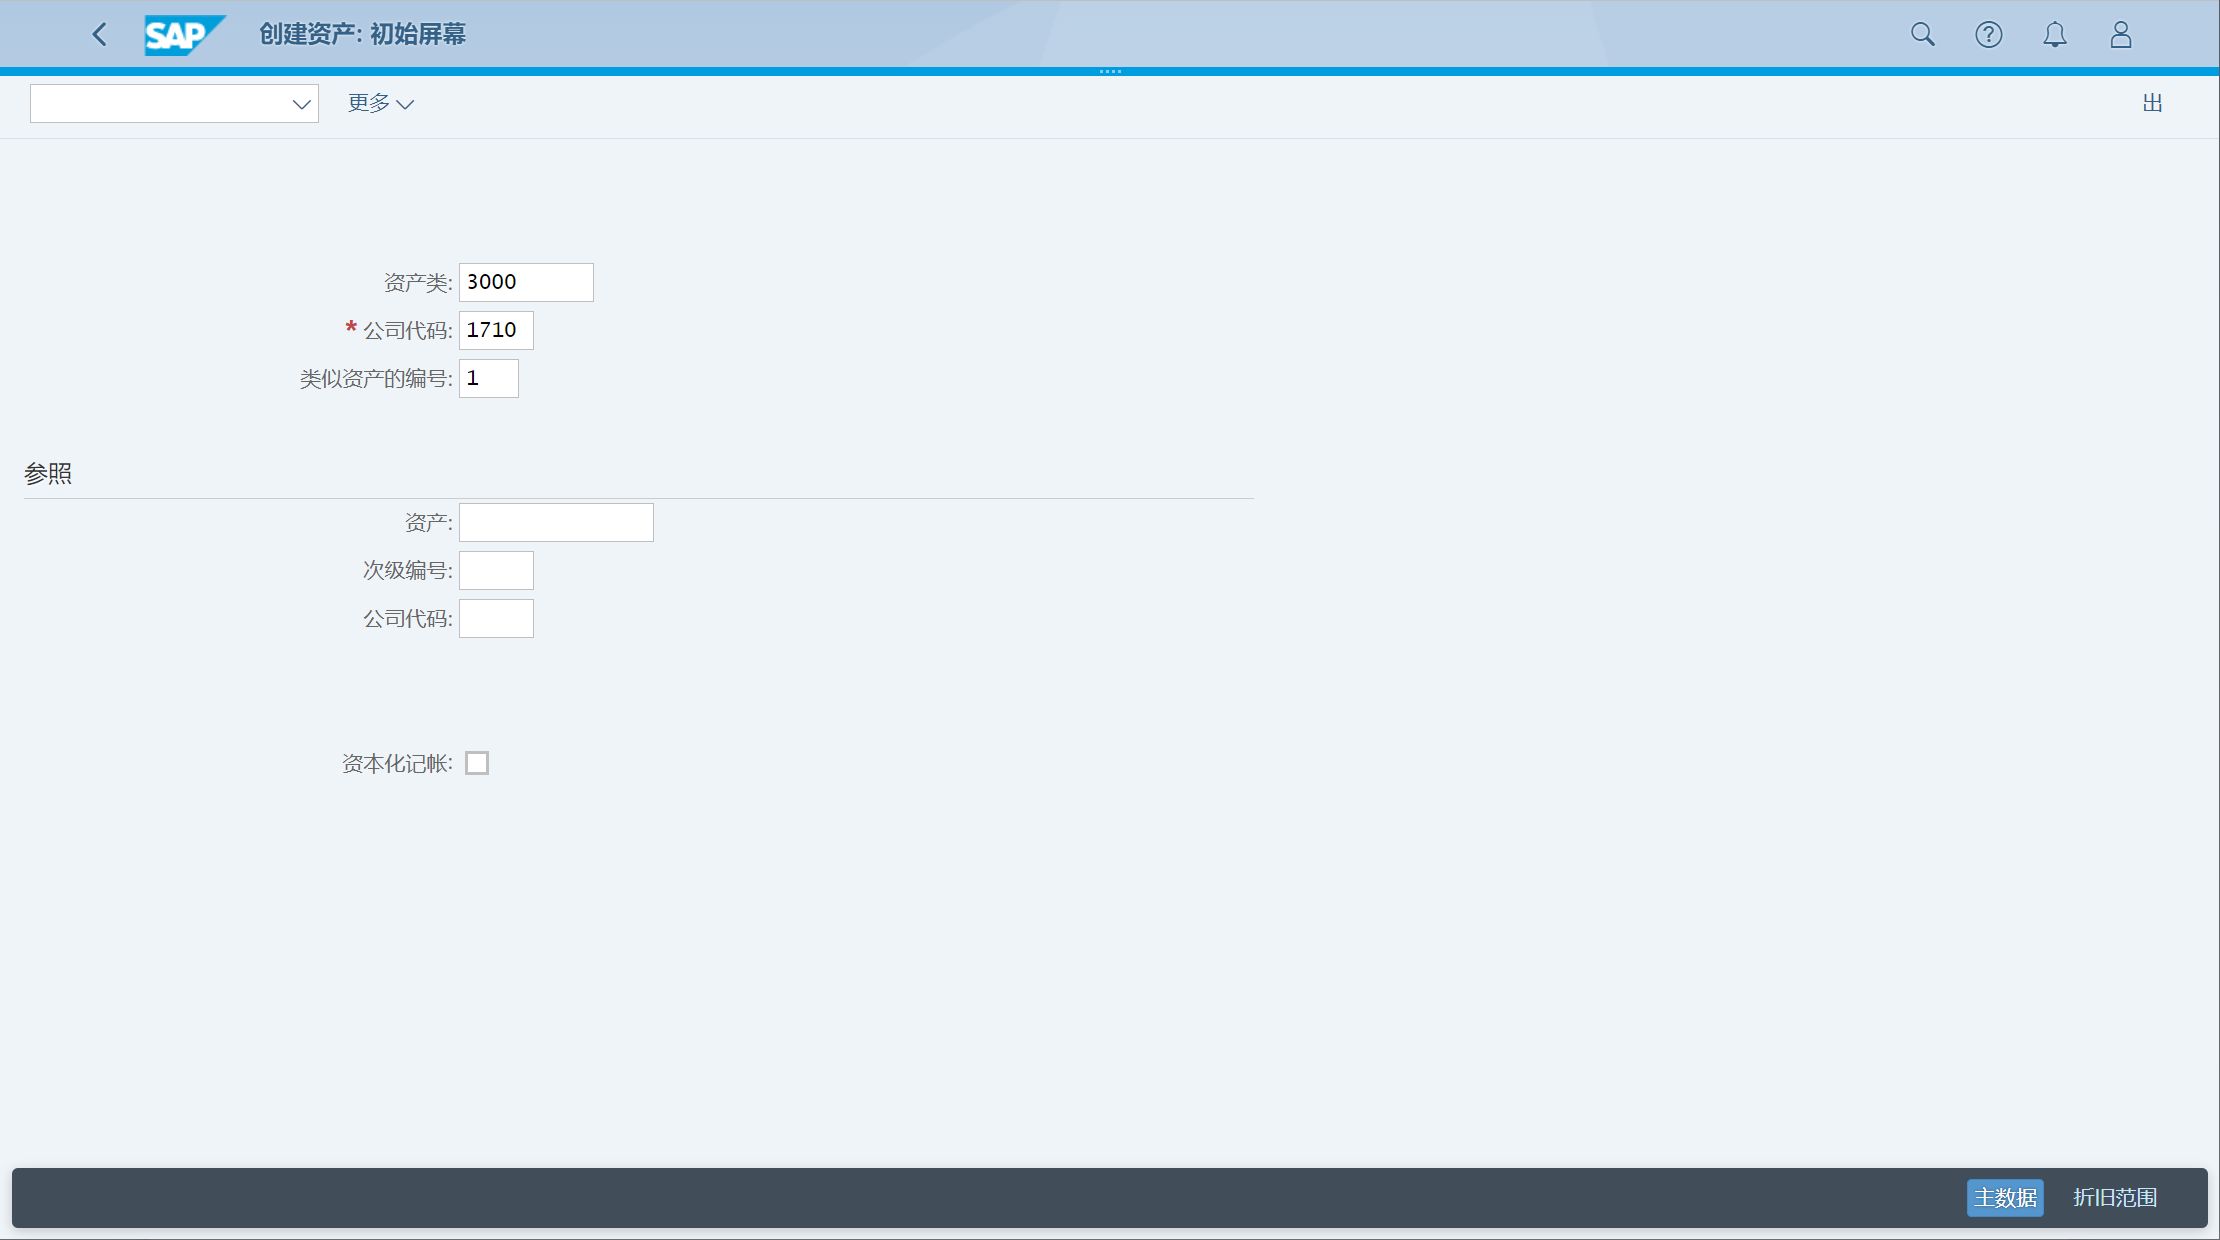 SAP 创建资产: 初始屏幕
更多 出
资产类: 3000
* 公司代码: 1710
类似资产的编号: 1
参照
资产:
次级编号:
公司代码:
资本化记帐:
主数据 折旧范围